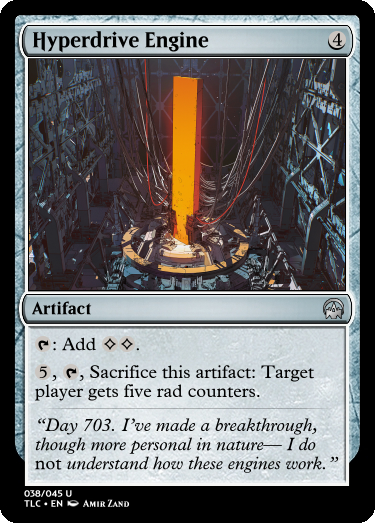 Hyperdrive Engine 4
Artifact
: Add .
5, , Sacrifice this artifact: Target
player gets five rad counters.
“Day 703. I’ve made a breakthrough,
though more personal in nature— I do
not understand how these engines work.”
038/045 U
TLC • EN Amir Zand